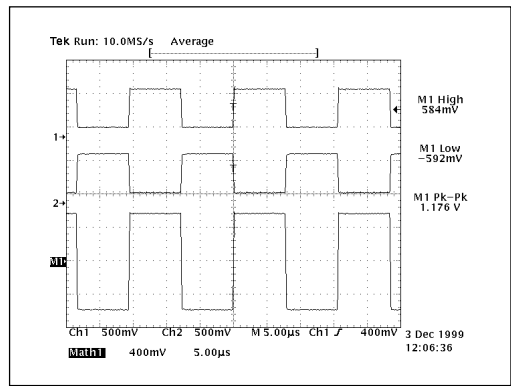 Tek Run: 10.0MS/s Average
M1 High
584mV
1
M1 Low
−592mV
M1 Pk−Pk
1.176 V
2
M1
Ch1 500mV Ch2 500mV M 5.00µs Ch1 400mV
3 Dec 1999
Math1 400mV 5.00µs
12:06:36